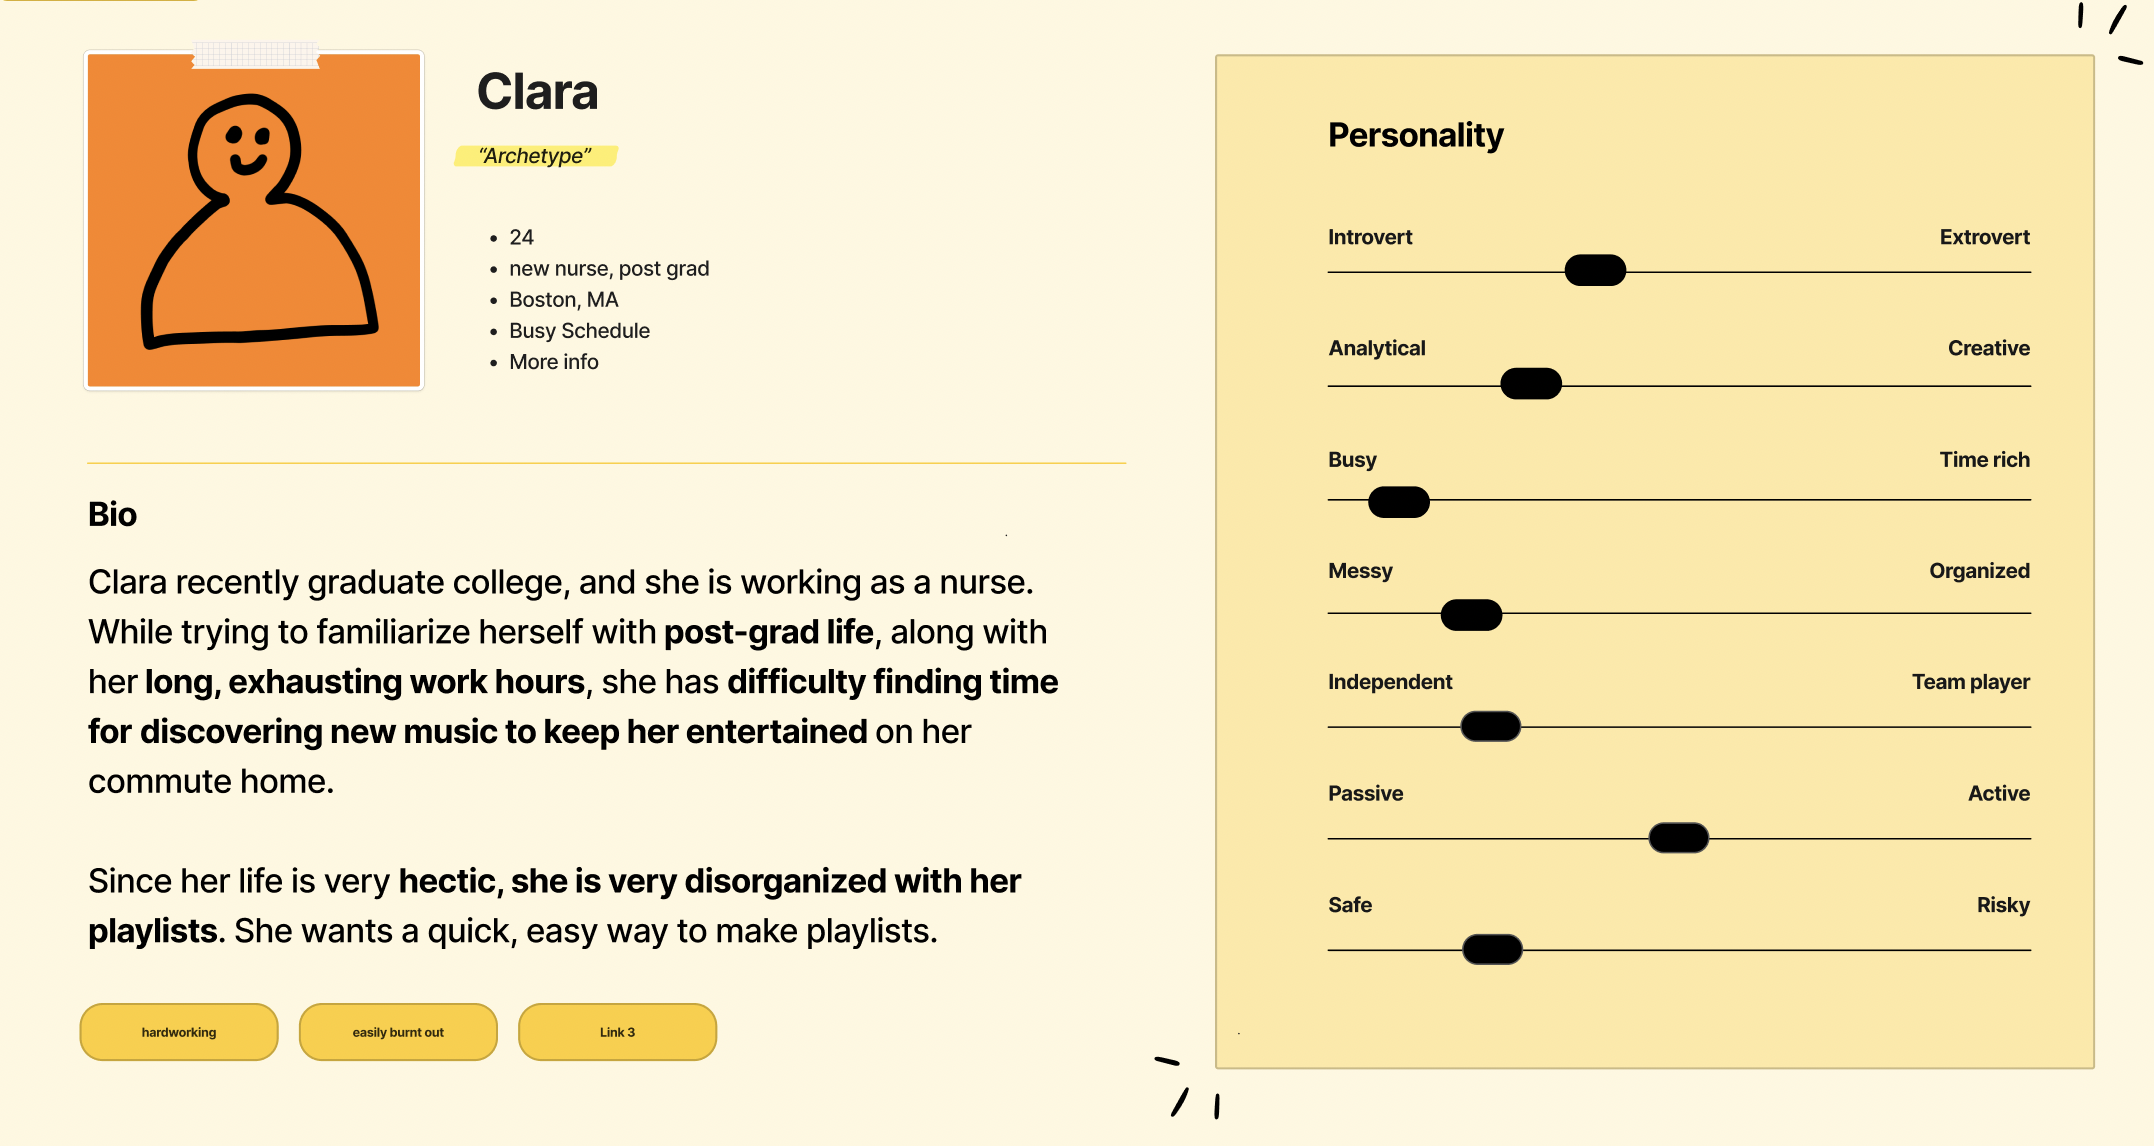 Clara
“Archetype”
24
new nurse, post grad
Boston, MA
Busy Schedule
More info
Bio
Clara recently graduate college, and she is working as a nurse.
While trying to familiarize herself with post-grad life, along with
her long, exhausting work hours, she has difficulty finding time
for discovering new music to keep her entertained on her
commute home.
Since her life is very hectic, she is very disorganized with her
playlists. She wants a quick, easy way to make playlists.
hardworking
easily burnt out
Link 3
Personality
Introvert Extrovert
Analytical Creative
Busy Time rich
Messy Organized
Independent Team player
Passive Active
Safe Risky